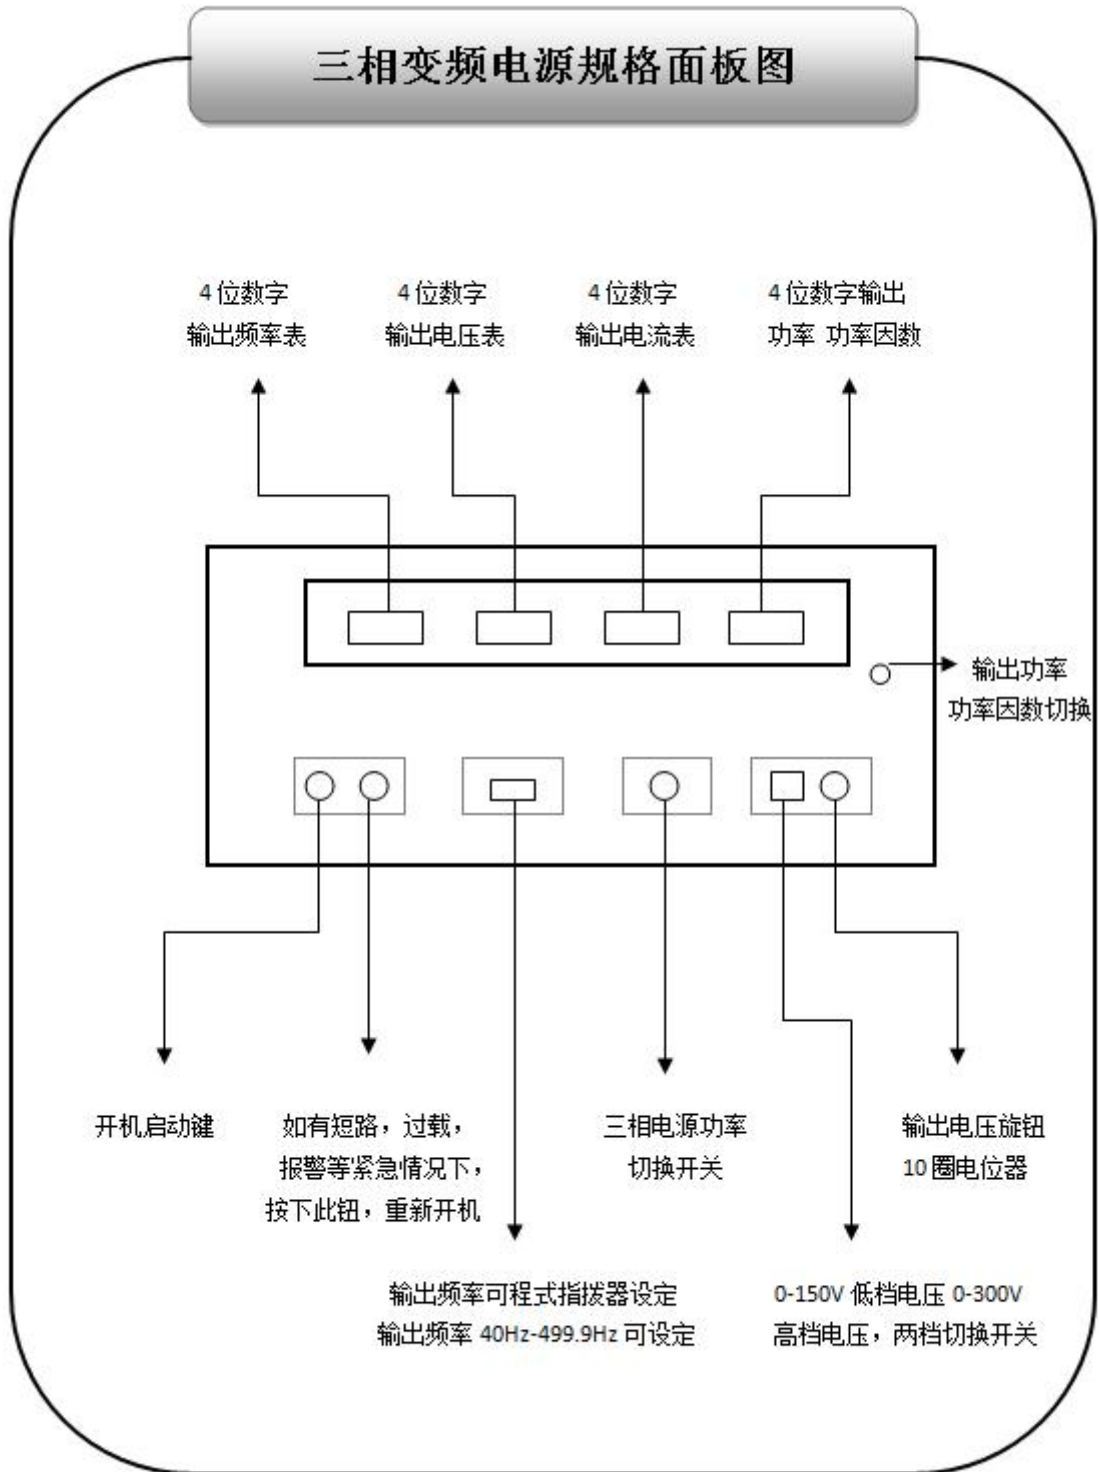 三相变频电源规格面板图
4 位数字
输出频率表
4 位数字
输出电压表
4 位数字
输出电流表
4 位数字输出
功率 功率因数
输出功率
功率因数切换
开机启动键
如有短路，过载，
报警等紧急情况下，
按下此钮，重新开机
三相电源功率
切换开关
输出电压旋钮
10 圈电位器
输出频率可程式指拨器设定
输出频率 40Hz-499.9Hz 可设定
0-150V 低档电压 0-300V
高档电压，两档切换开关